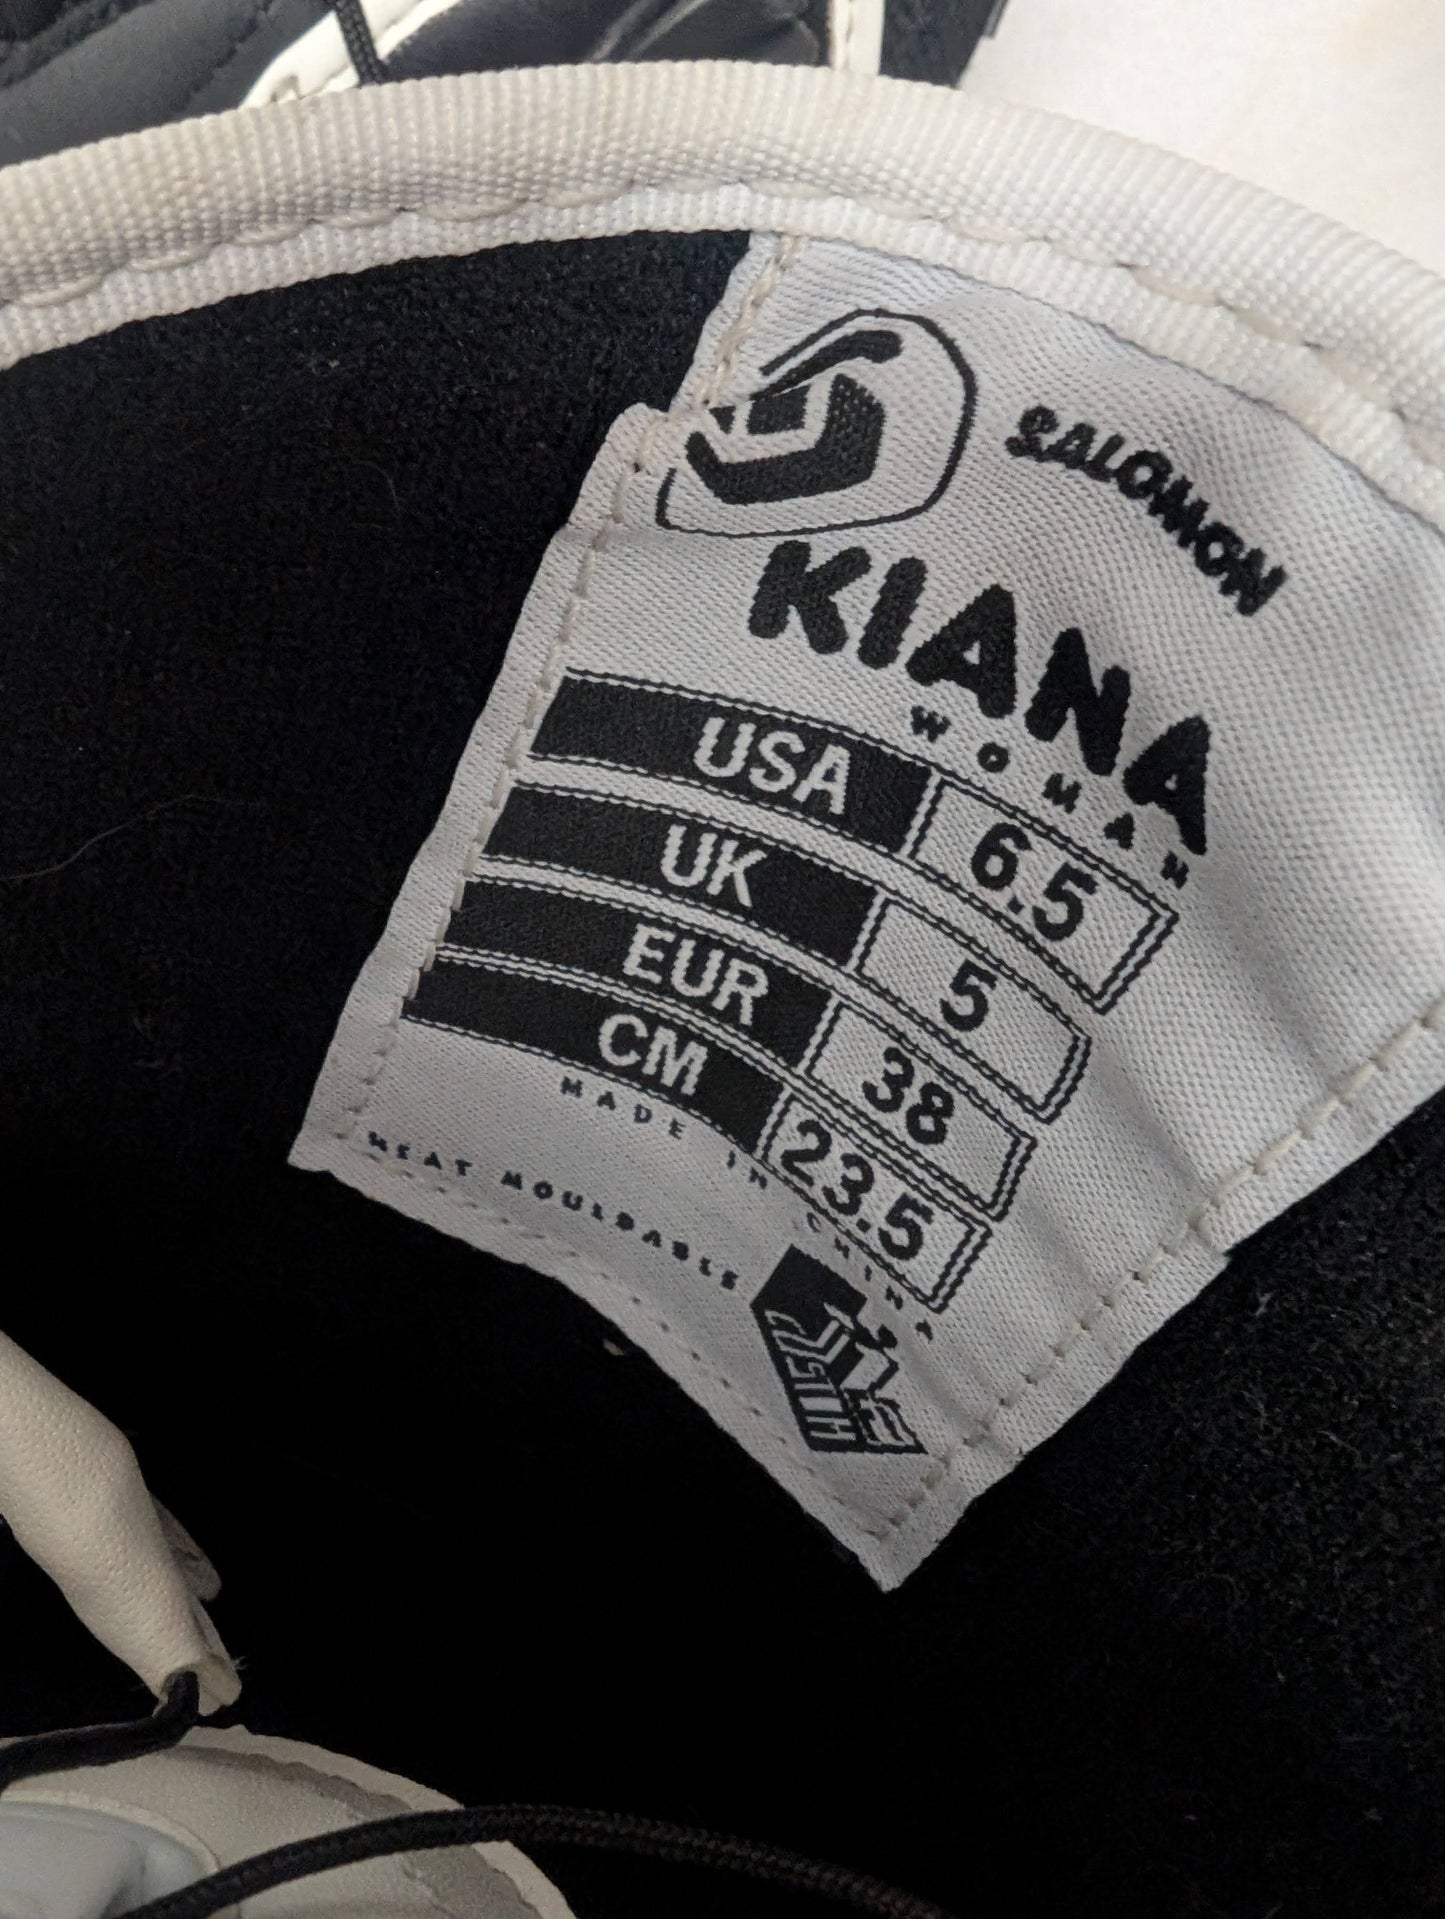 SALOMON
KIANA
WOMAN
USA 6.5
UK 5
EUR 38
CM 23.5
MADE IN CHINA
HEAT MOULDABLE